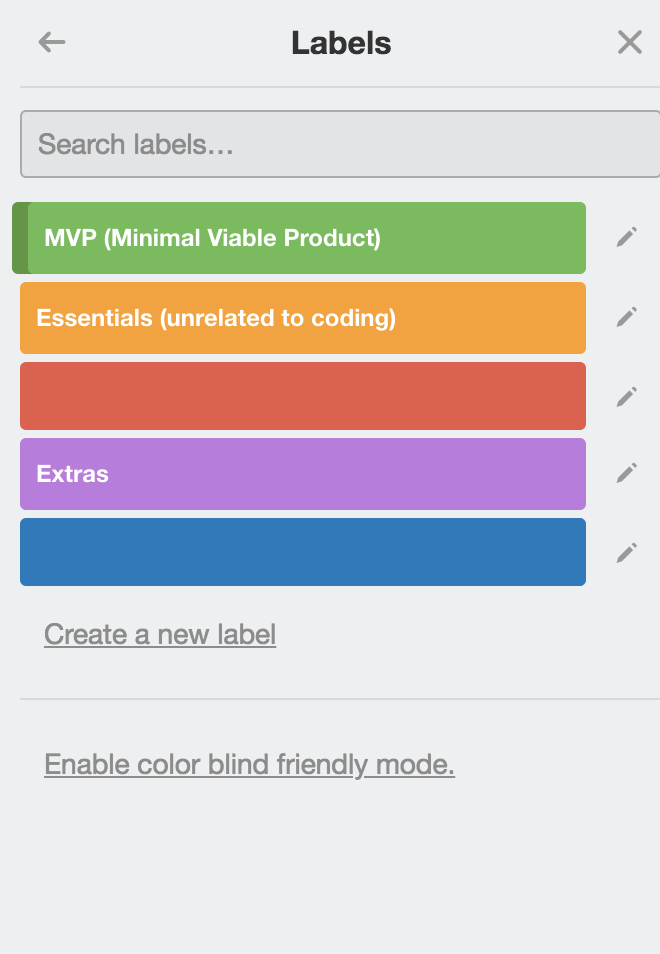 Labels
Search labels...
MVP (Minimal Viable Product)
Essentials (unrelated to coding)
Extras
Create a new label
Enable color blind friendly mode.